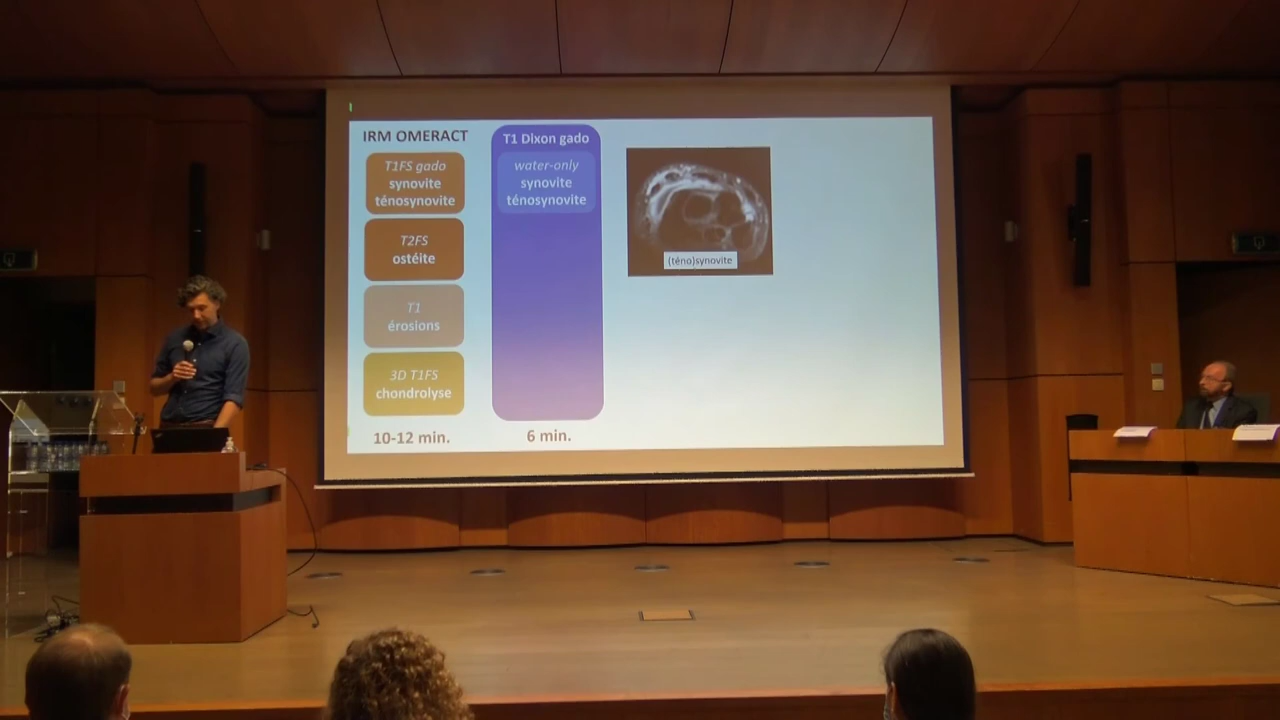 IRM OMERACT
T1FS gado
synovite
ténosynovite
T2FS
ostéite
T1
érosions
3D T1FS
chondrolyse
10-12 min.
T1 Dixon gado
water-only
synovite
ténosynovite
6 min.
(téno)synovite